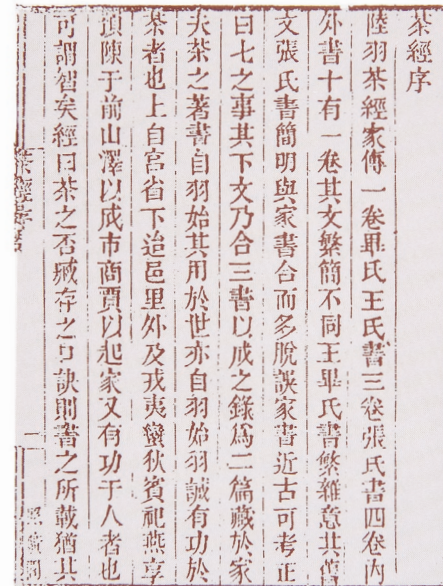 茶經序
陸羽茶經家傳一卷畢氏王氏書三卷張氏書四卷內
外書十有一卷其文繁簡不同王畢氏書繁雜意其舊
文張氏書簡明與家書合而多脫誤家書近古可考正
曰七之事其下文乃合三書以成之錄為二篇藏於家
夫茶之著書自羽始其用於世亦自羽始羽誠有功於
茶者也上自宮省下迨邑里外及戎夷蠻狄賓祀燕享
預陳于前山澤以成市商賈以起家又有功于人者也
可謂智矣經曰茶之否臧存之口訣則書之所載猶其
茶經序
一